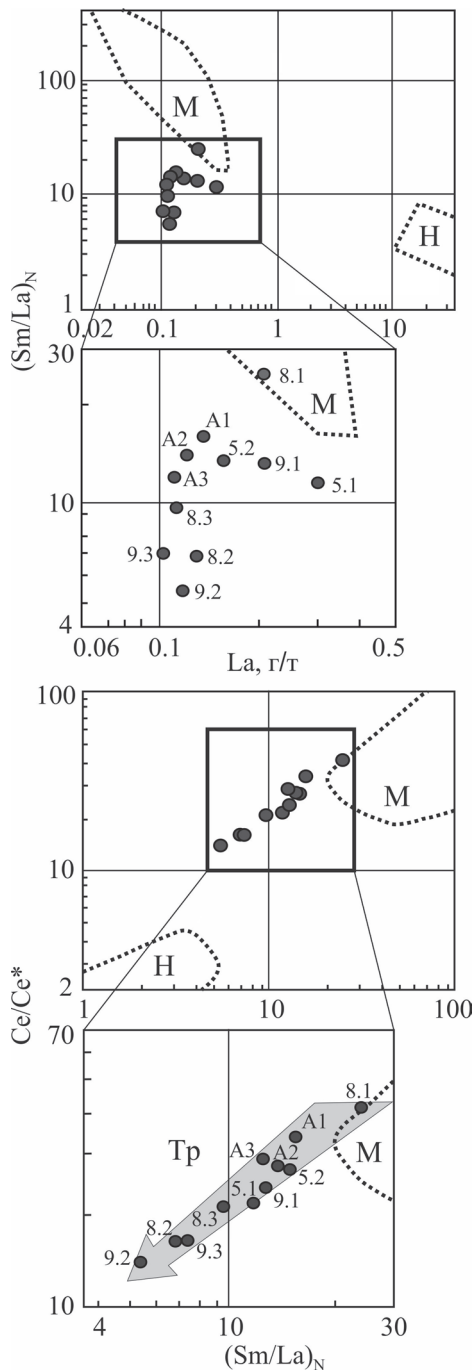 100
M
10
H
1
(Sm/La)N
0.02 0.1 1 10
30
8.1
M
A1
A2 5.2
9.1
A3 5.1
10
8.3
9.3 8.2
9.2
4
0.06 0.1 0.5
La, г/т
100
M
10
H
2
Ce/Ce*
1 10 100
70
8.1
A1
Tp A3 A2 M
5.2
5.1 9.1
8.3
8.2
9.2 9.3
10
4 10 30
(Sm/La)N